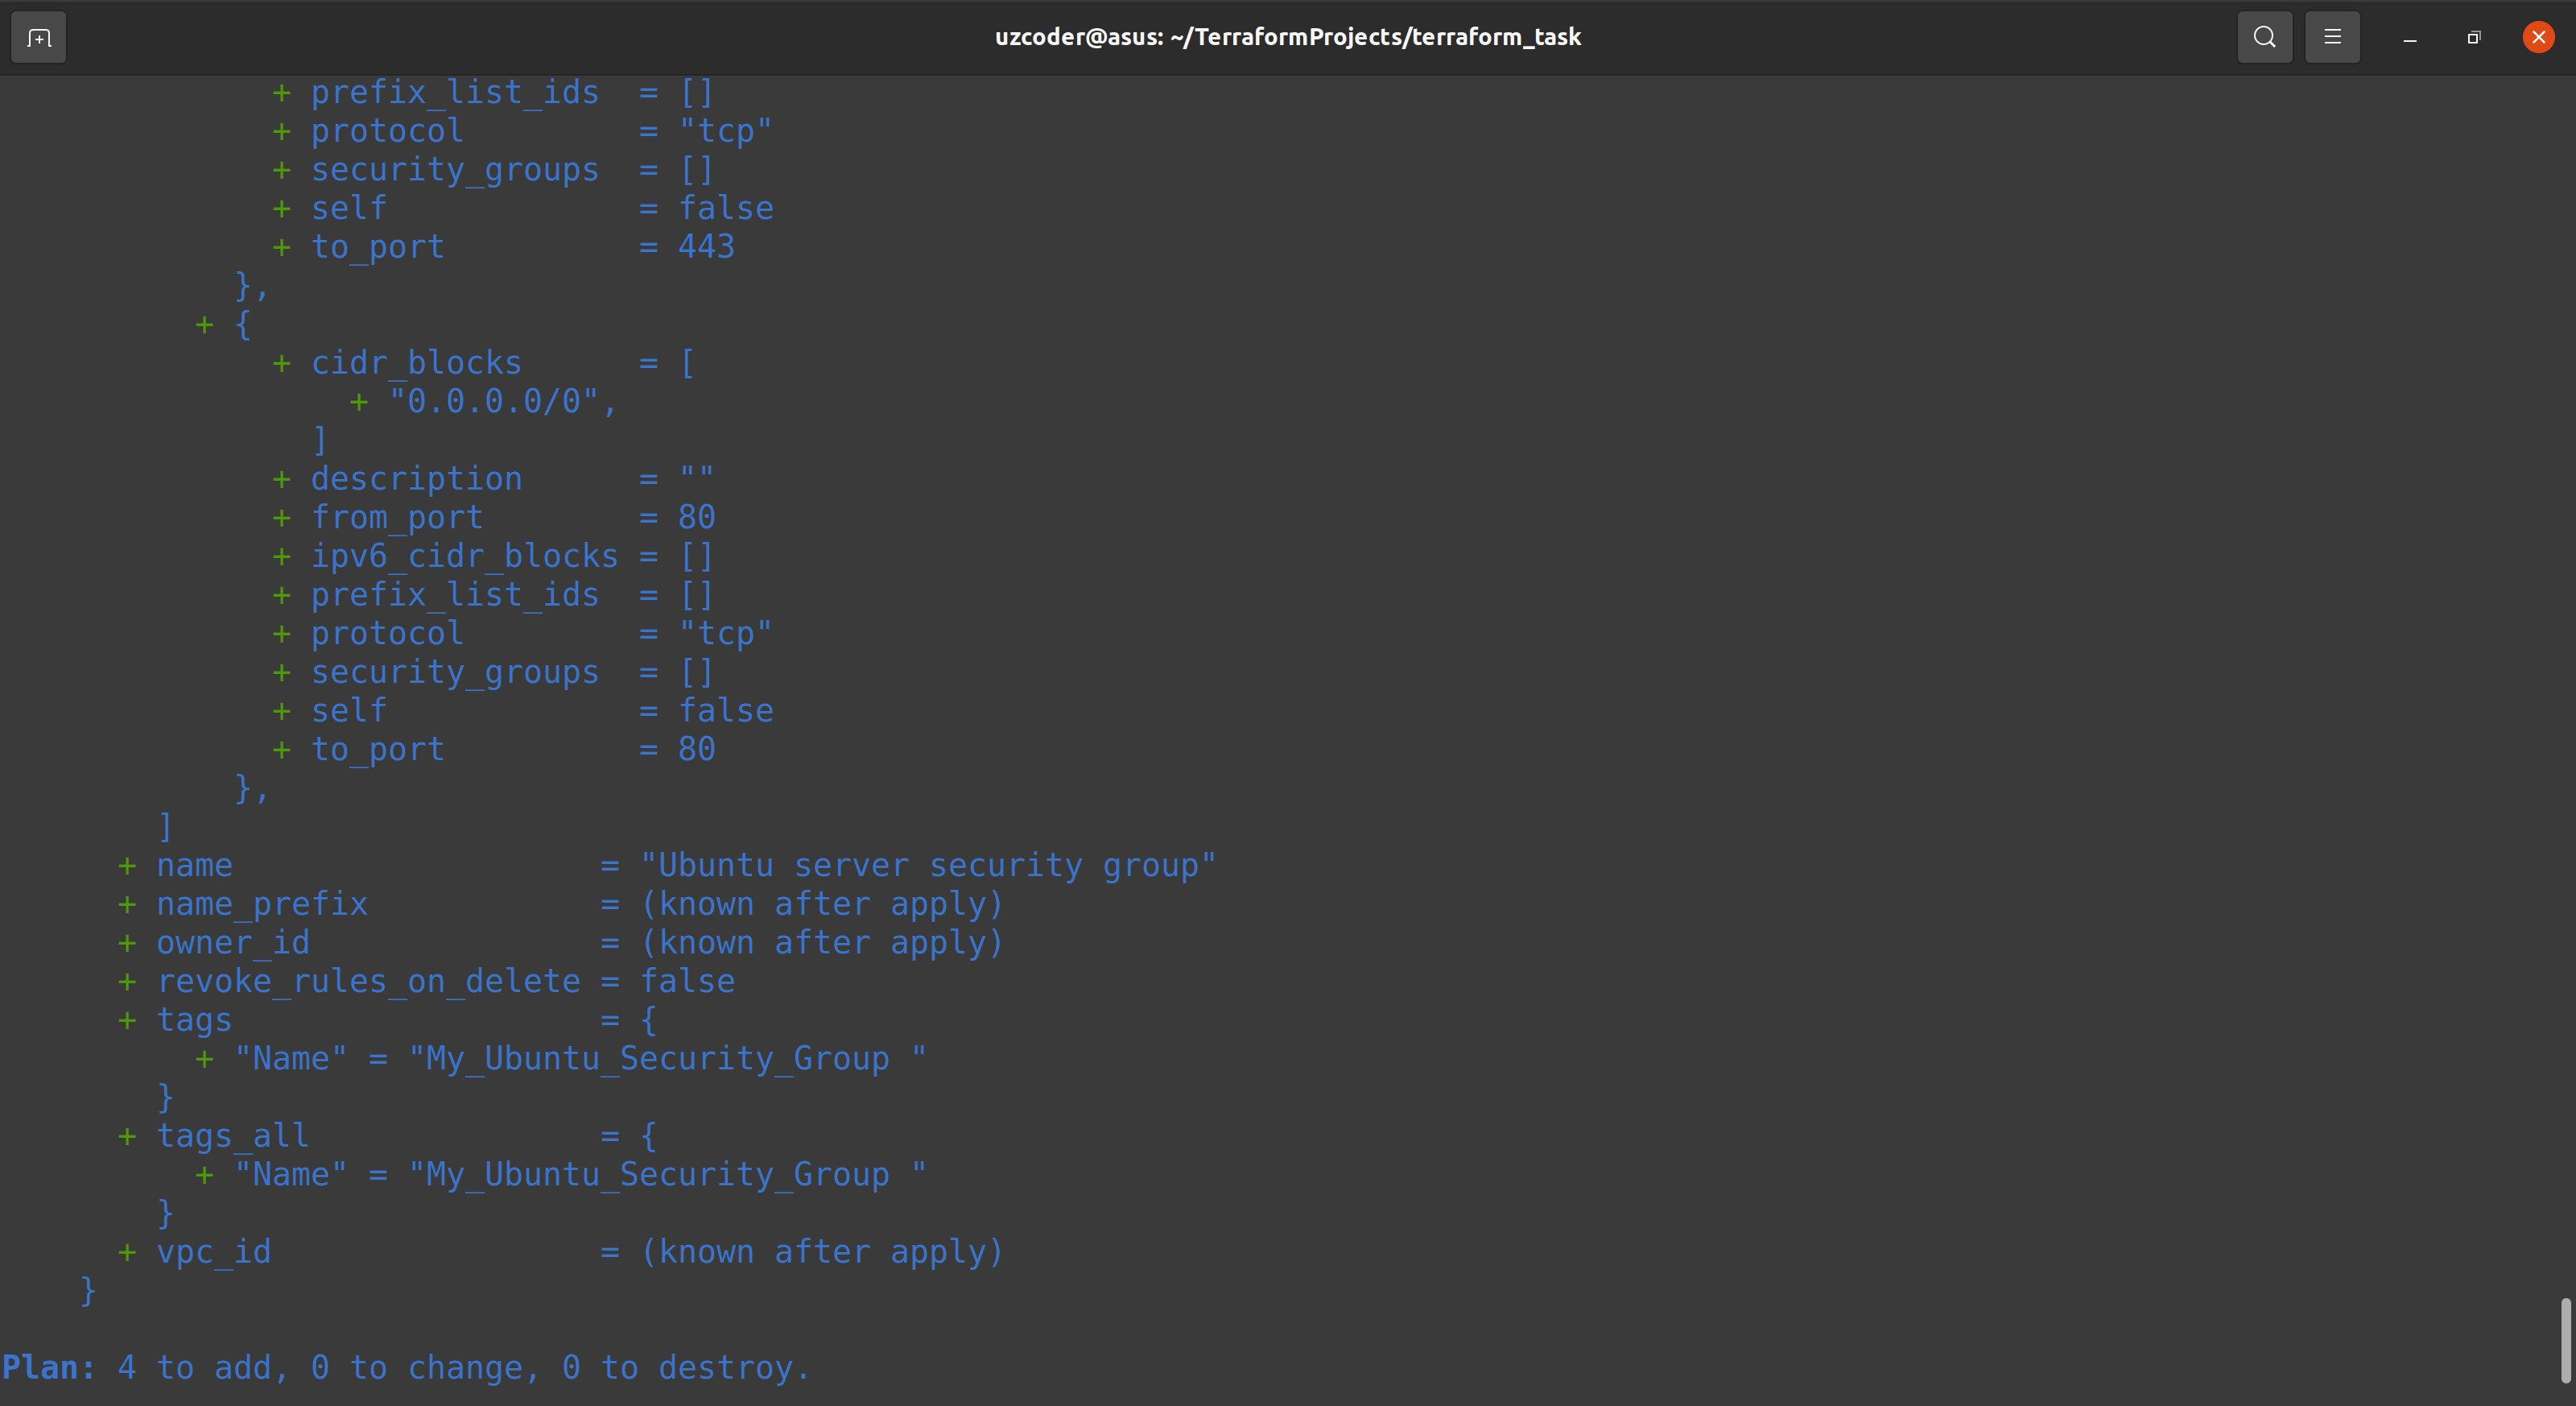 uzcoder@asus: ~/TerraformProjects/terraform_task
              + prefix_list_ids  = []
              + protocol         = "tcp"
              + security_groups  = []
              + self             = false
              + to_port          = 443
            },
          + {
              + cidr_blocks      = [
                  + "0.0.0.0/0",
                ]
              + description      = ""
              + from_port        = 80
              + ipv6_cidr_blocks = []
              + prefix_list_ids  = []
              + protocol         = "tcp"
              + security_groups  = []
              + self             = false
              + to_port          = 80
            },
        ]
      + name                   = "Ubuntu server security group"
      + name_prefix            = (known after apply)
      + owner_id               = (known after apply)
      + revoke_rules_on_delete = false
      + tags                   = {
          + "Name" = "My_Ubuntu_Security_Group "
        }
      + tags_all               = {
          + "Name" = "My_Ubuntu_Security_Group "
        }
      + vpc_id                 = (known after apply)
    }
Plan: 4 to add, 0 to change, 0 to destroy.